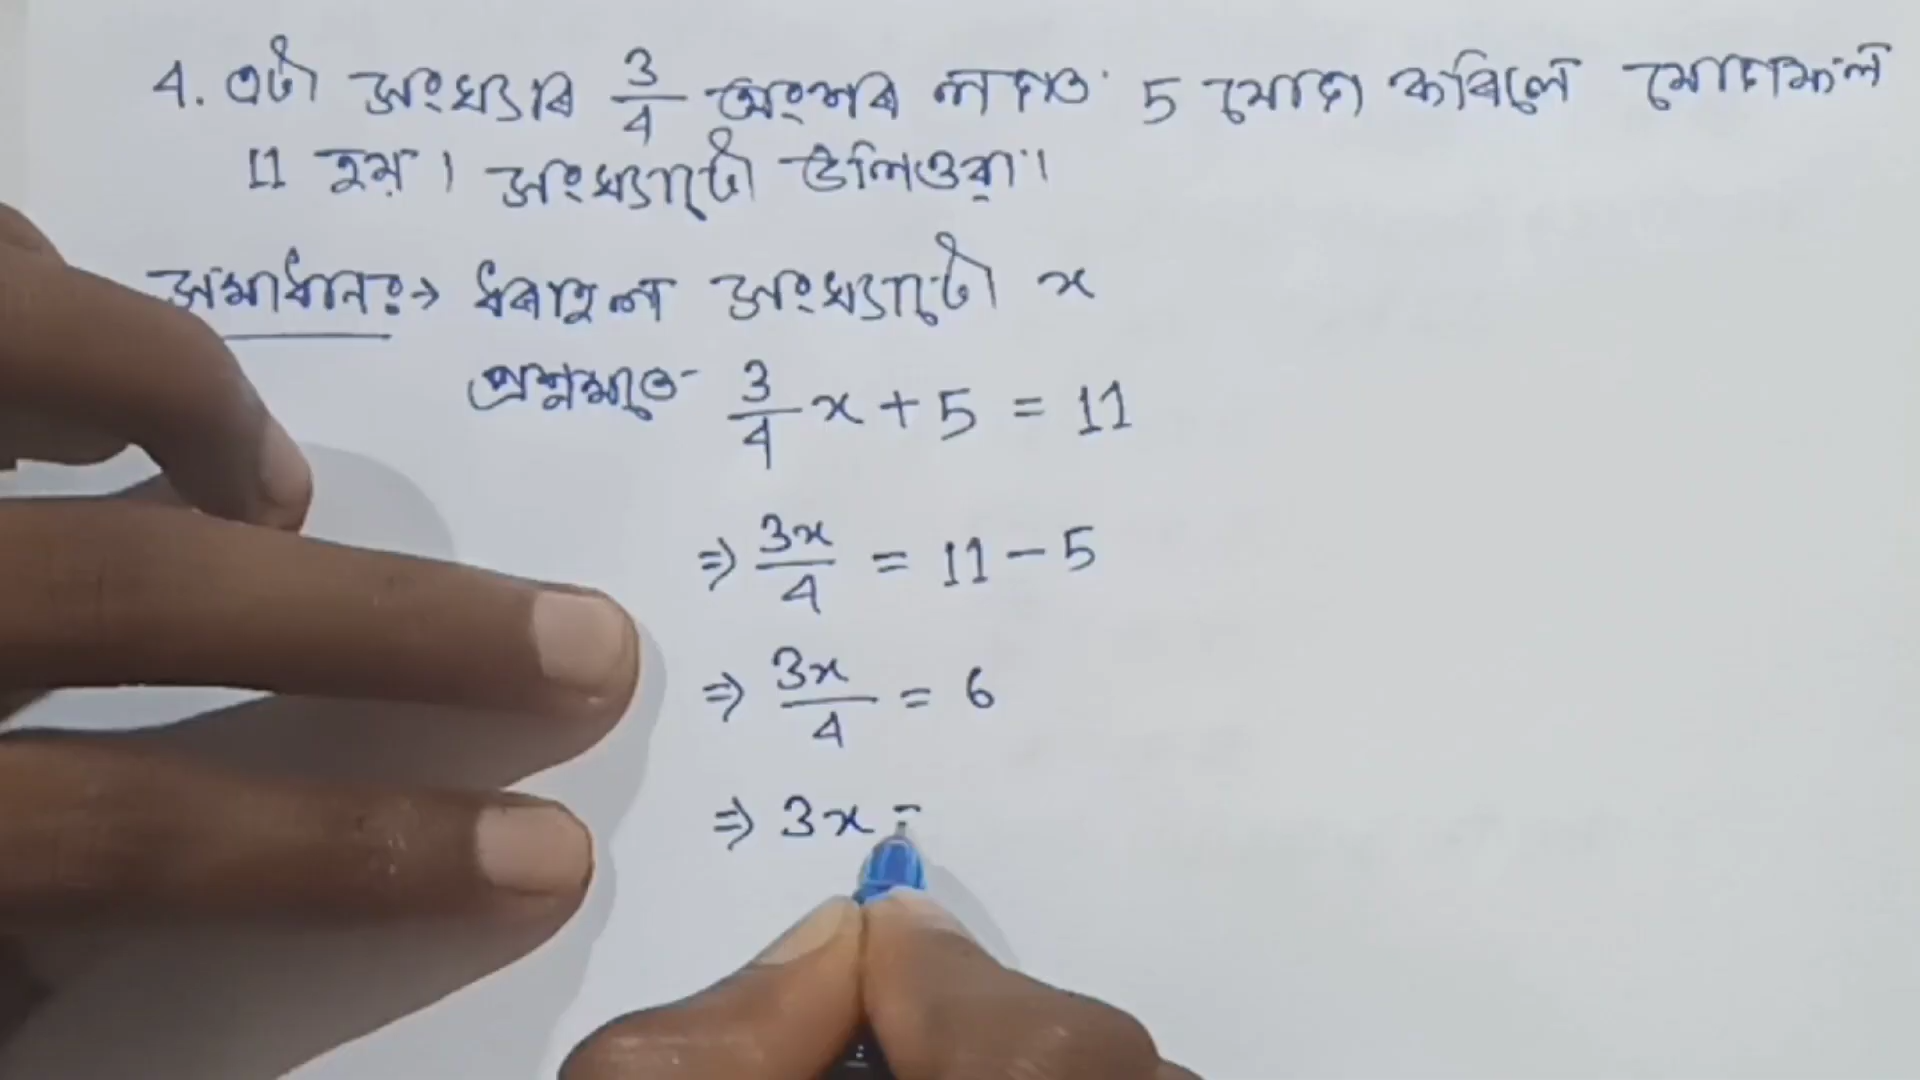 4. এটা সংখ্যাৰ 3/4 অংশৰ লগত 5 যোগ কৰিলে যোগফল
11 হয়। সংখ্যাটো উলিওৱা।
সমাধান :→ ধৰাহ'ল সংখ্যাটো x
প্ৰশ্নমতে 3/4 x + 5 = 11
⇒ 3x/4 = 11 − 5
⇒ 3x/4 = 6
⇒ 3x =